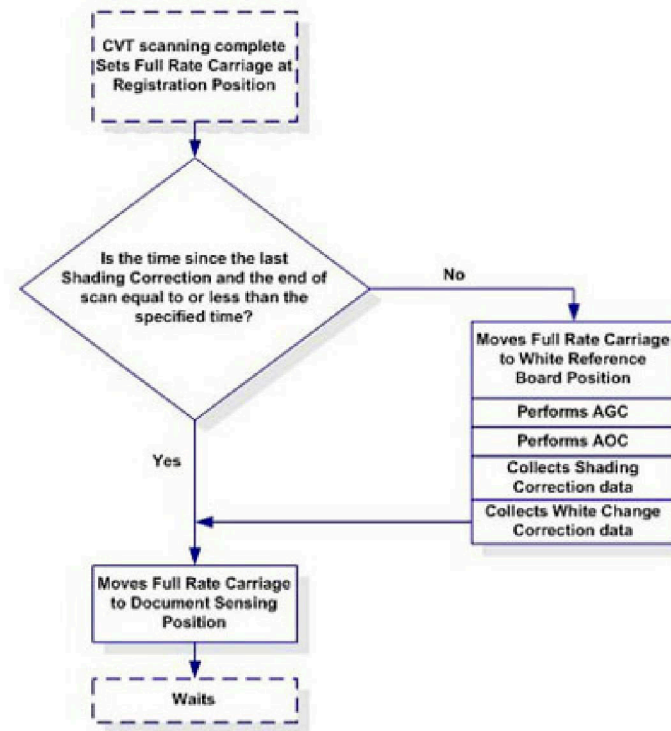 CVT scanning complete
Sets Full Rate Carriage at
Registration Position
Is the time since the last
Shading Correction and the end of
scan equal to or less than the
specified time?
No
Moves Full Rate Carriage
to White Reference
Board Position
Performs AGC
Performs AOC
Collects Shading
Correction data
Collects White Change
Correction data
Yes
Moves Full Rate Carriage
to Document Sensing
Position
Waits